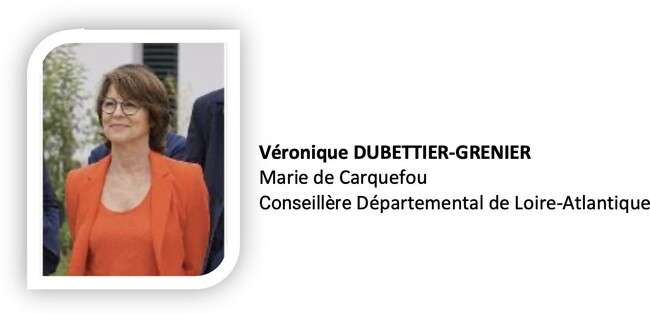 Véronique DUBETTIER-GRENIER
Marie de Carquefou
Conseillère Départemental de Loire-Atlantique